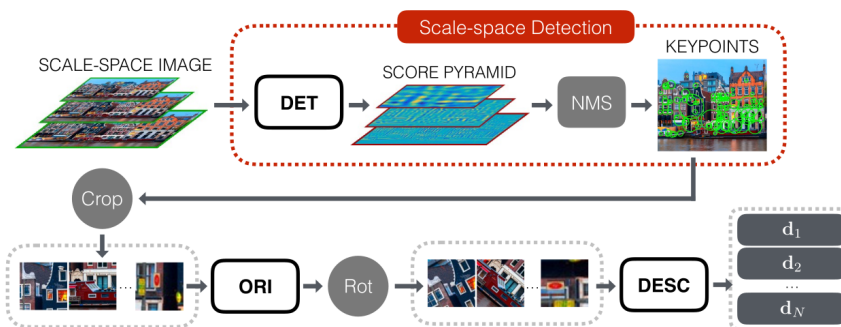 Scale-space Detection
SCALE-SPACE IMAGE
DET
SCORE PYRAMID
NMS
KEYPOINTS
Crop
...
ORI
Rot
...
DESC
d1
d2
...
dN